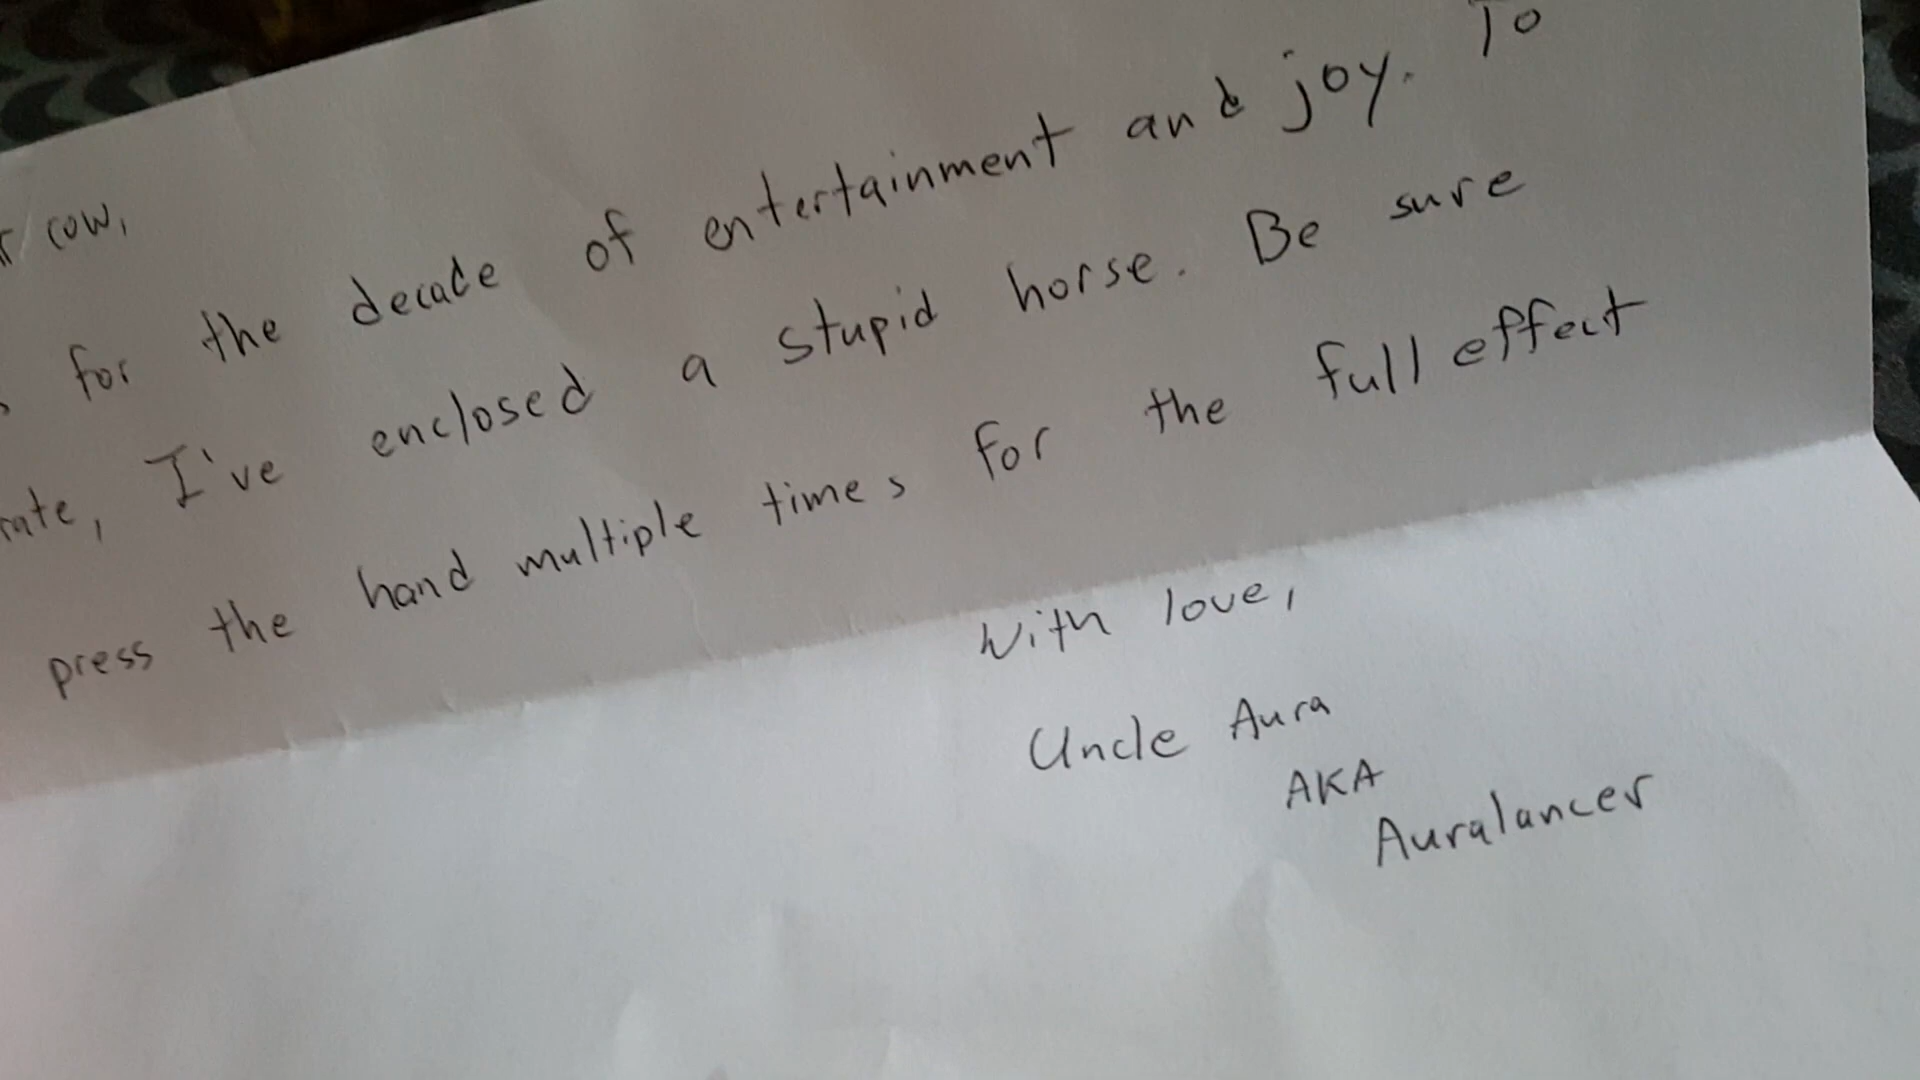 cow,
for the decade of entertainment and joy. To
I've enclosed a stupid horse. Be sure
press the hand multiple times for the full effect
With love,
Uncle Aura
AKA
Auralancer